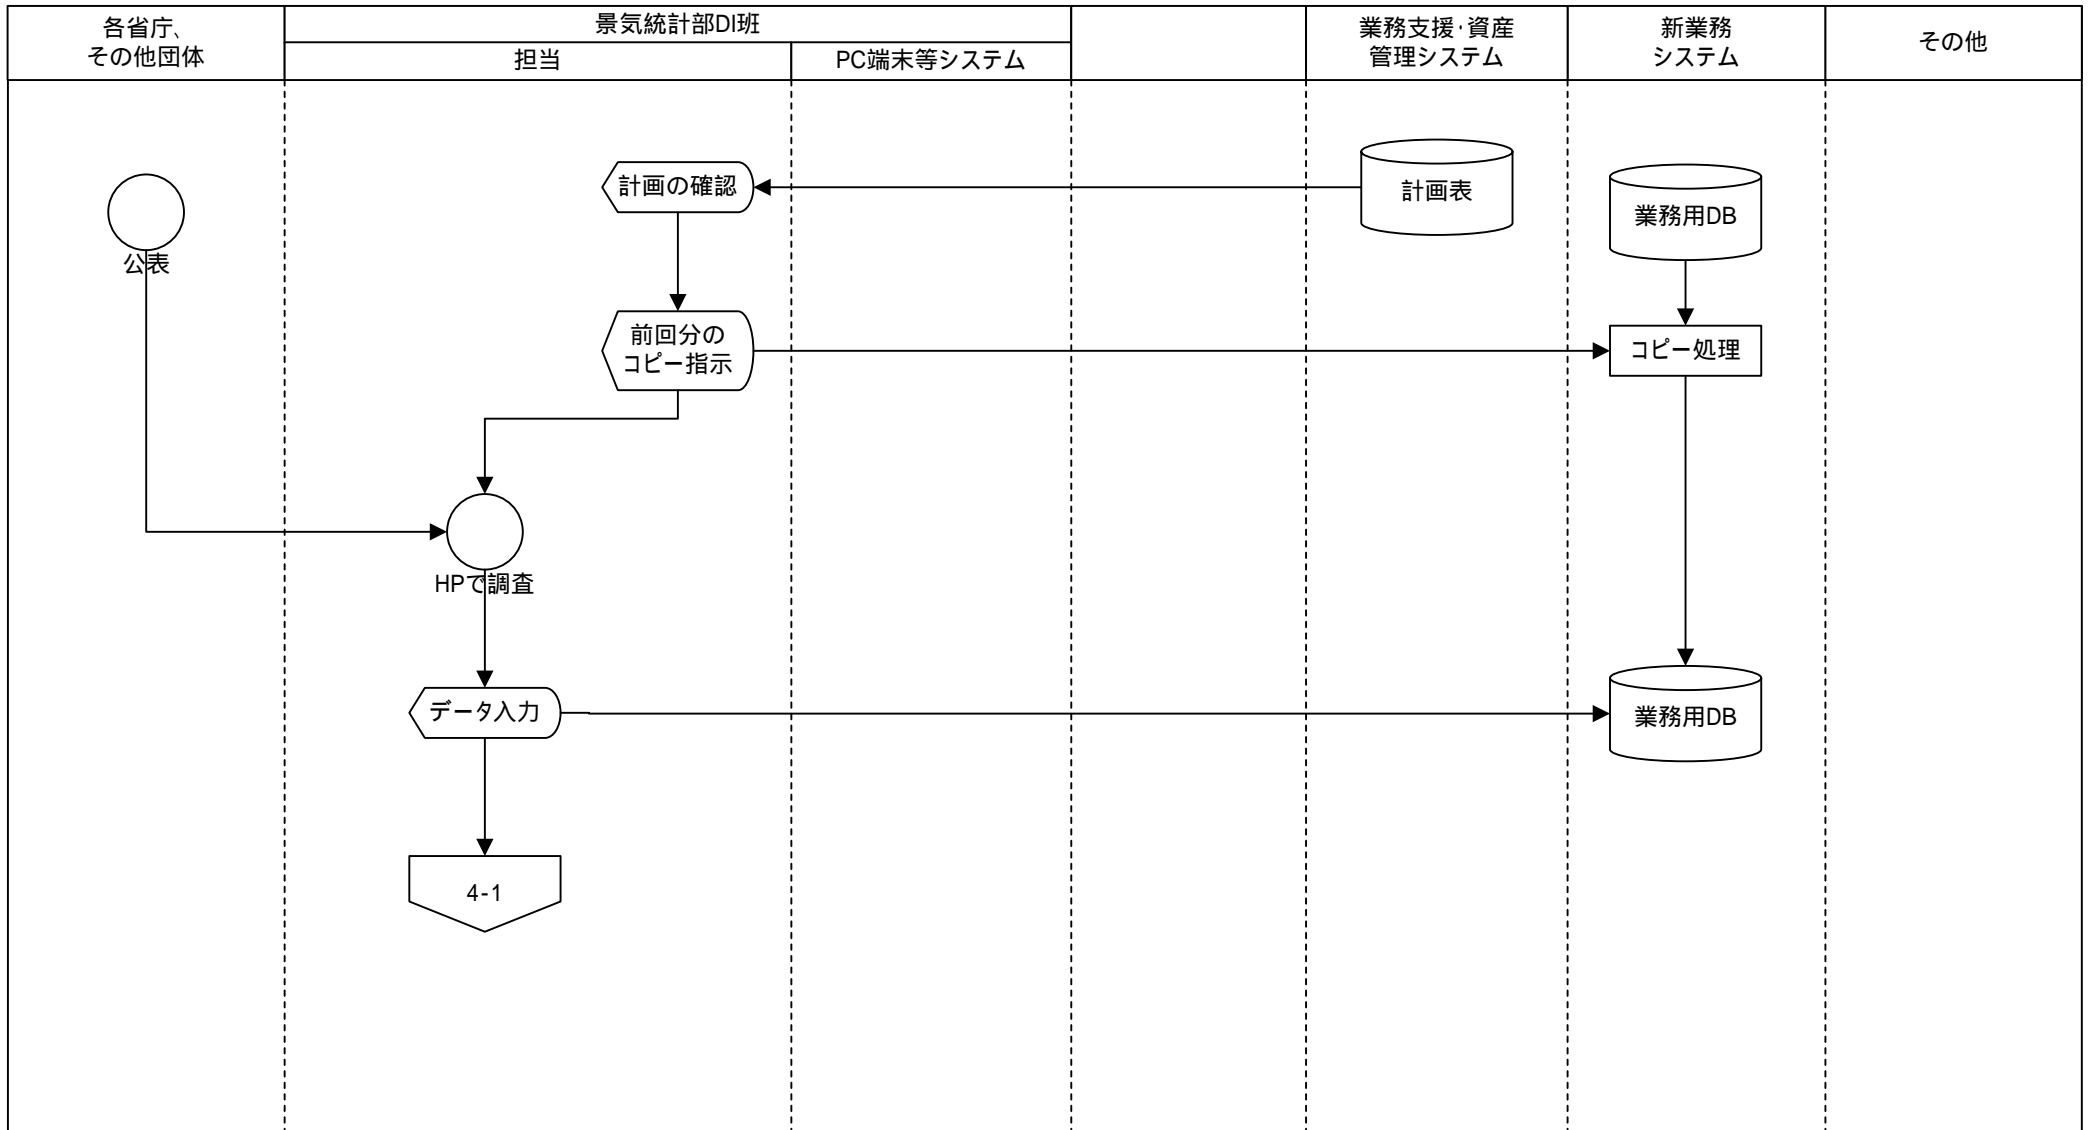 各省庁、
その他団体
景気統計部DI班
担当
PC端末等システム
業務支援・資産
管理システム
新業務
システム
その他
計画の確認
計画表
業務用DB
公表
前回分の
コピー指示
コピー処理
HPで調査
データ入力
業務用DB
4-1